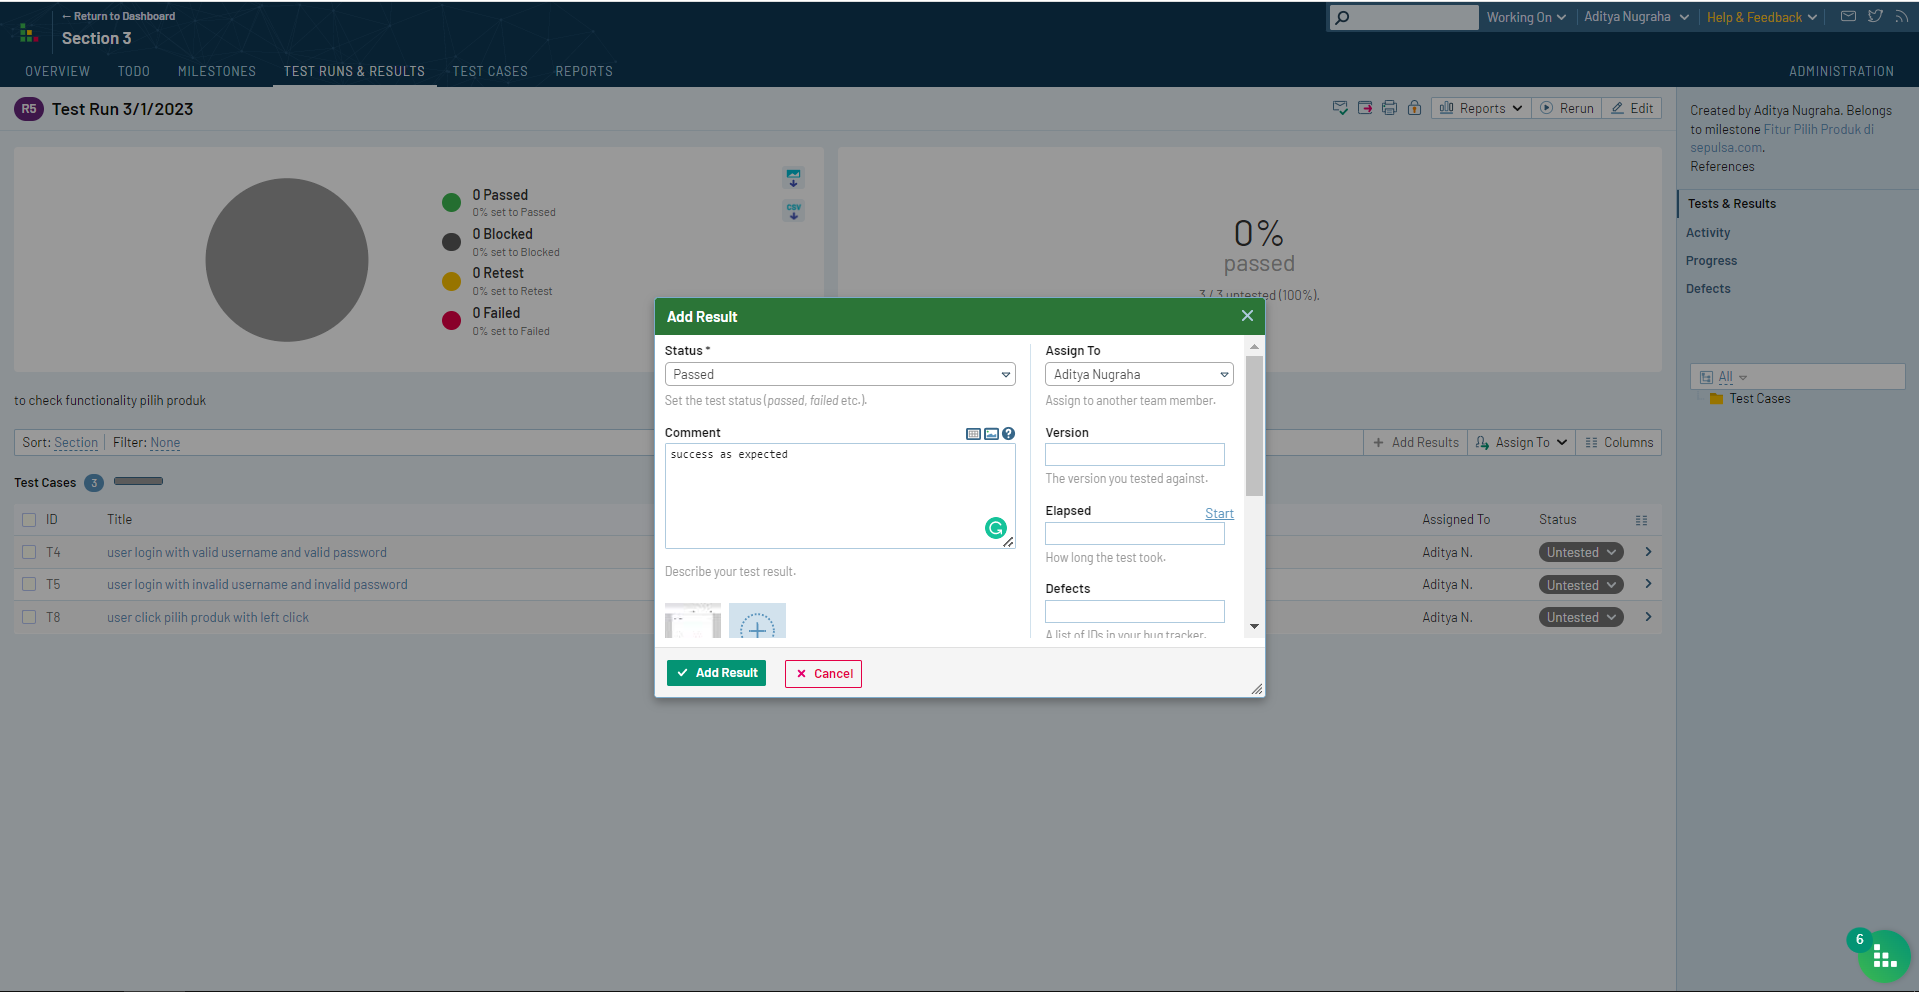 ← Return to Dashboard
Section 3
Working On
Aditya Nugraha
Help & Feedback
OVERVIEW
TODO
MILESTONES
TEST RUNS & RESULTS
TEST CASES
REPORTS
ADMINISTRATION
R5
Test Run 3/1/2023
Reports
Rerun
Edit
Created by Aditya Nugraha. Belongs
to milestone Fitur Pilih Produk di
sepulsa.com.
References
Tests & Results
Activity
Progress
Defects
All
Test Cases
0 Passed
0% set to Passed
0 Blocked
0% set to Blocked
0 Retest
0% set to Retest
0 Failed
0% set to Failed
CSV
0%
passed
3 / 3 untested (100%).
to check functionality pilih produk
Sort: Section
Filter: None
+ Add Results
Assign To
Columns
Test Cases 3
ID Title Assigned To Status
T4 user login with valid username and valid password Aditya N. Untested
T5 user login with invalid username and invalid password Aditya N. Untested
T8 user click pilih produk with left click Aditya N. Untested
Add Result
Status *
Passed
Set the test status (passed, failed etc.).
Comment
success as expected
Describe your test result.
Assign To
Aditya Nugraha
Assign to another team member.
Version
The version you tested against.
Elapsed
Start
How long the test took.
Defects
A list of IDs in your bug tracker.
Add Result
Cancel
6